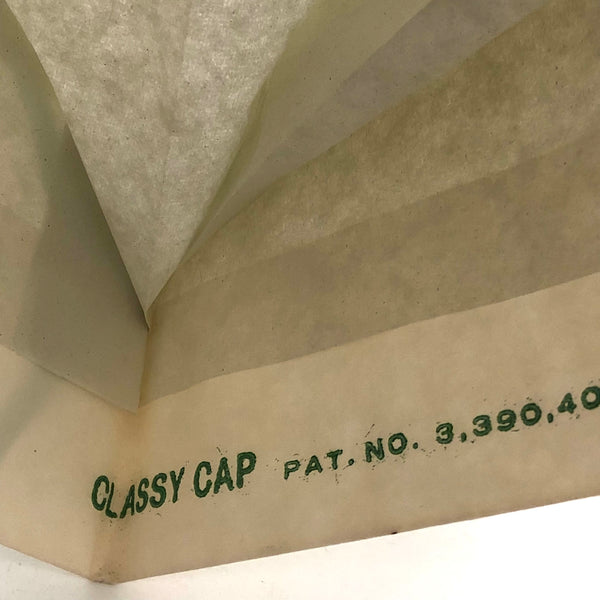 CLASSY CAP PAT. NO. 3,390,40